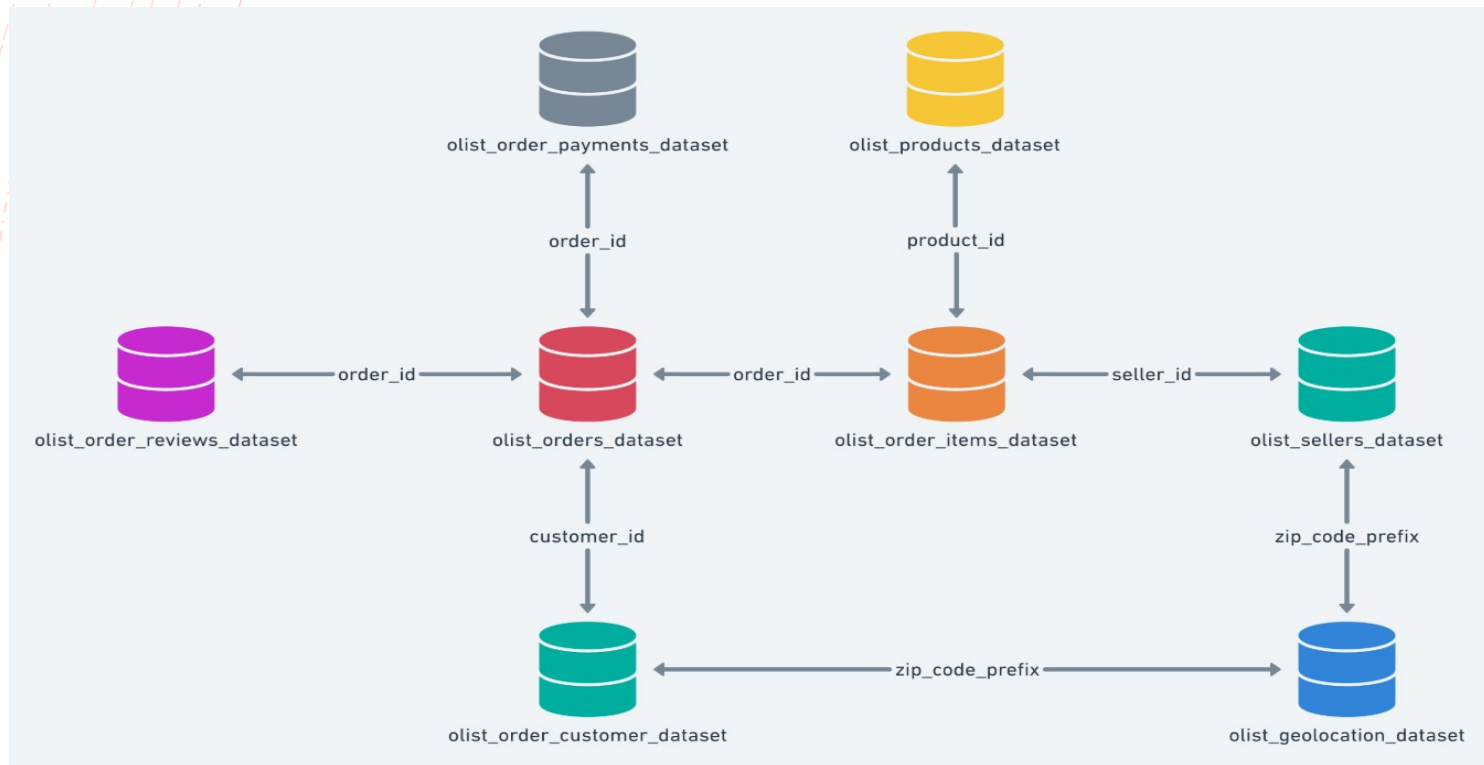 olist_order_payments_dataset
olist_products_dataset
order_id
product_id
order_id
order_id
seller_id
olist_order_reviews_dataset
olist_orders_dataset
olist_order_items_dataset
olist_sellers_dataset
customer_id
zip_code_prefix
zip_code_prefix
olist_order_customer_dataset
olist_geolocation_dataset